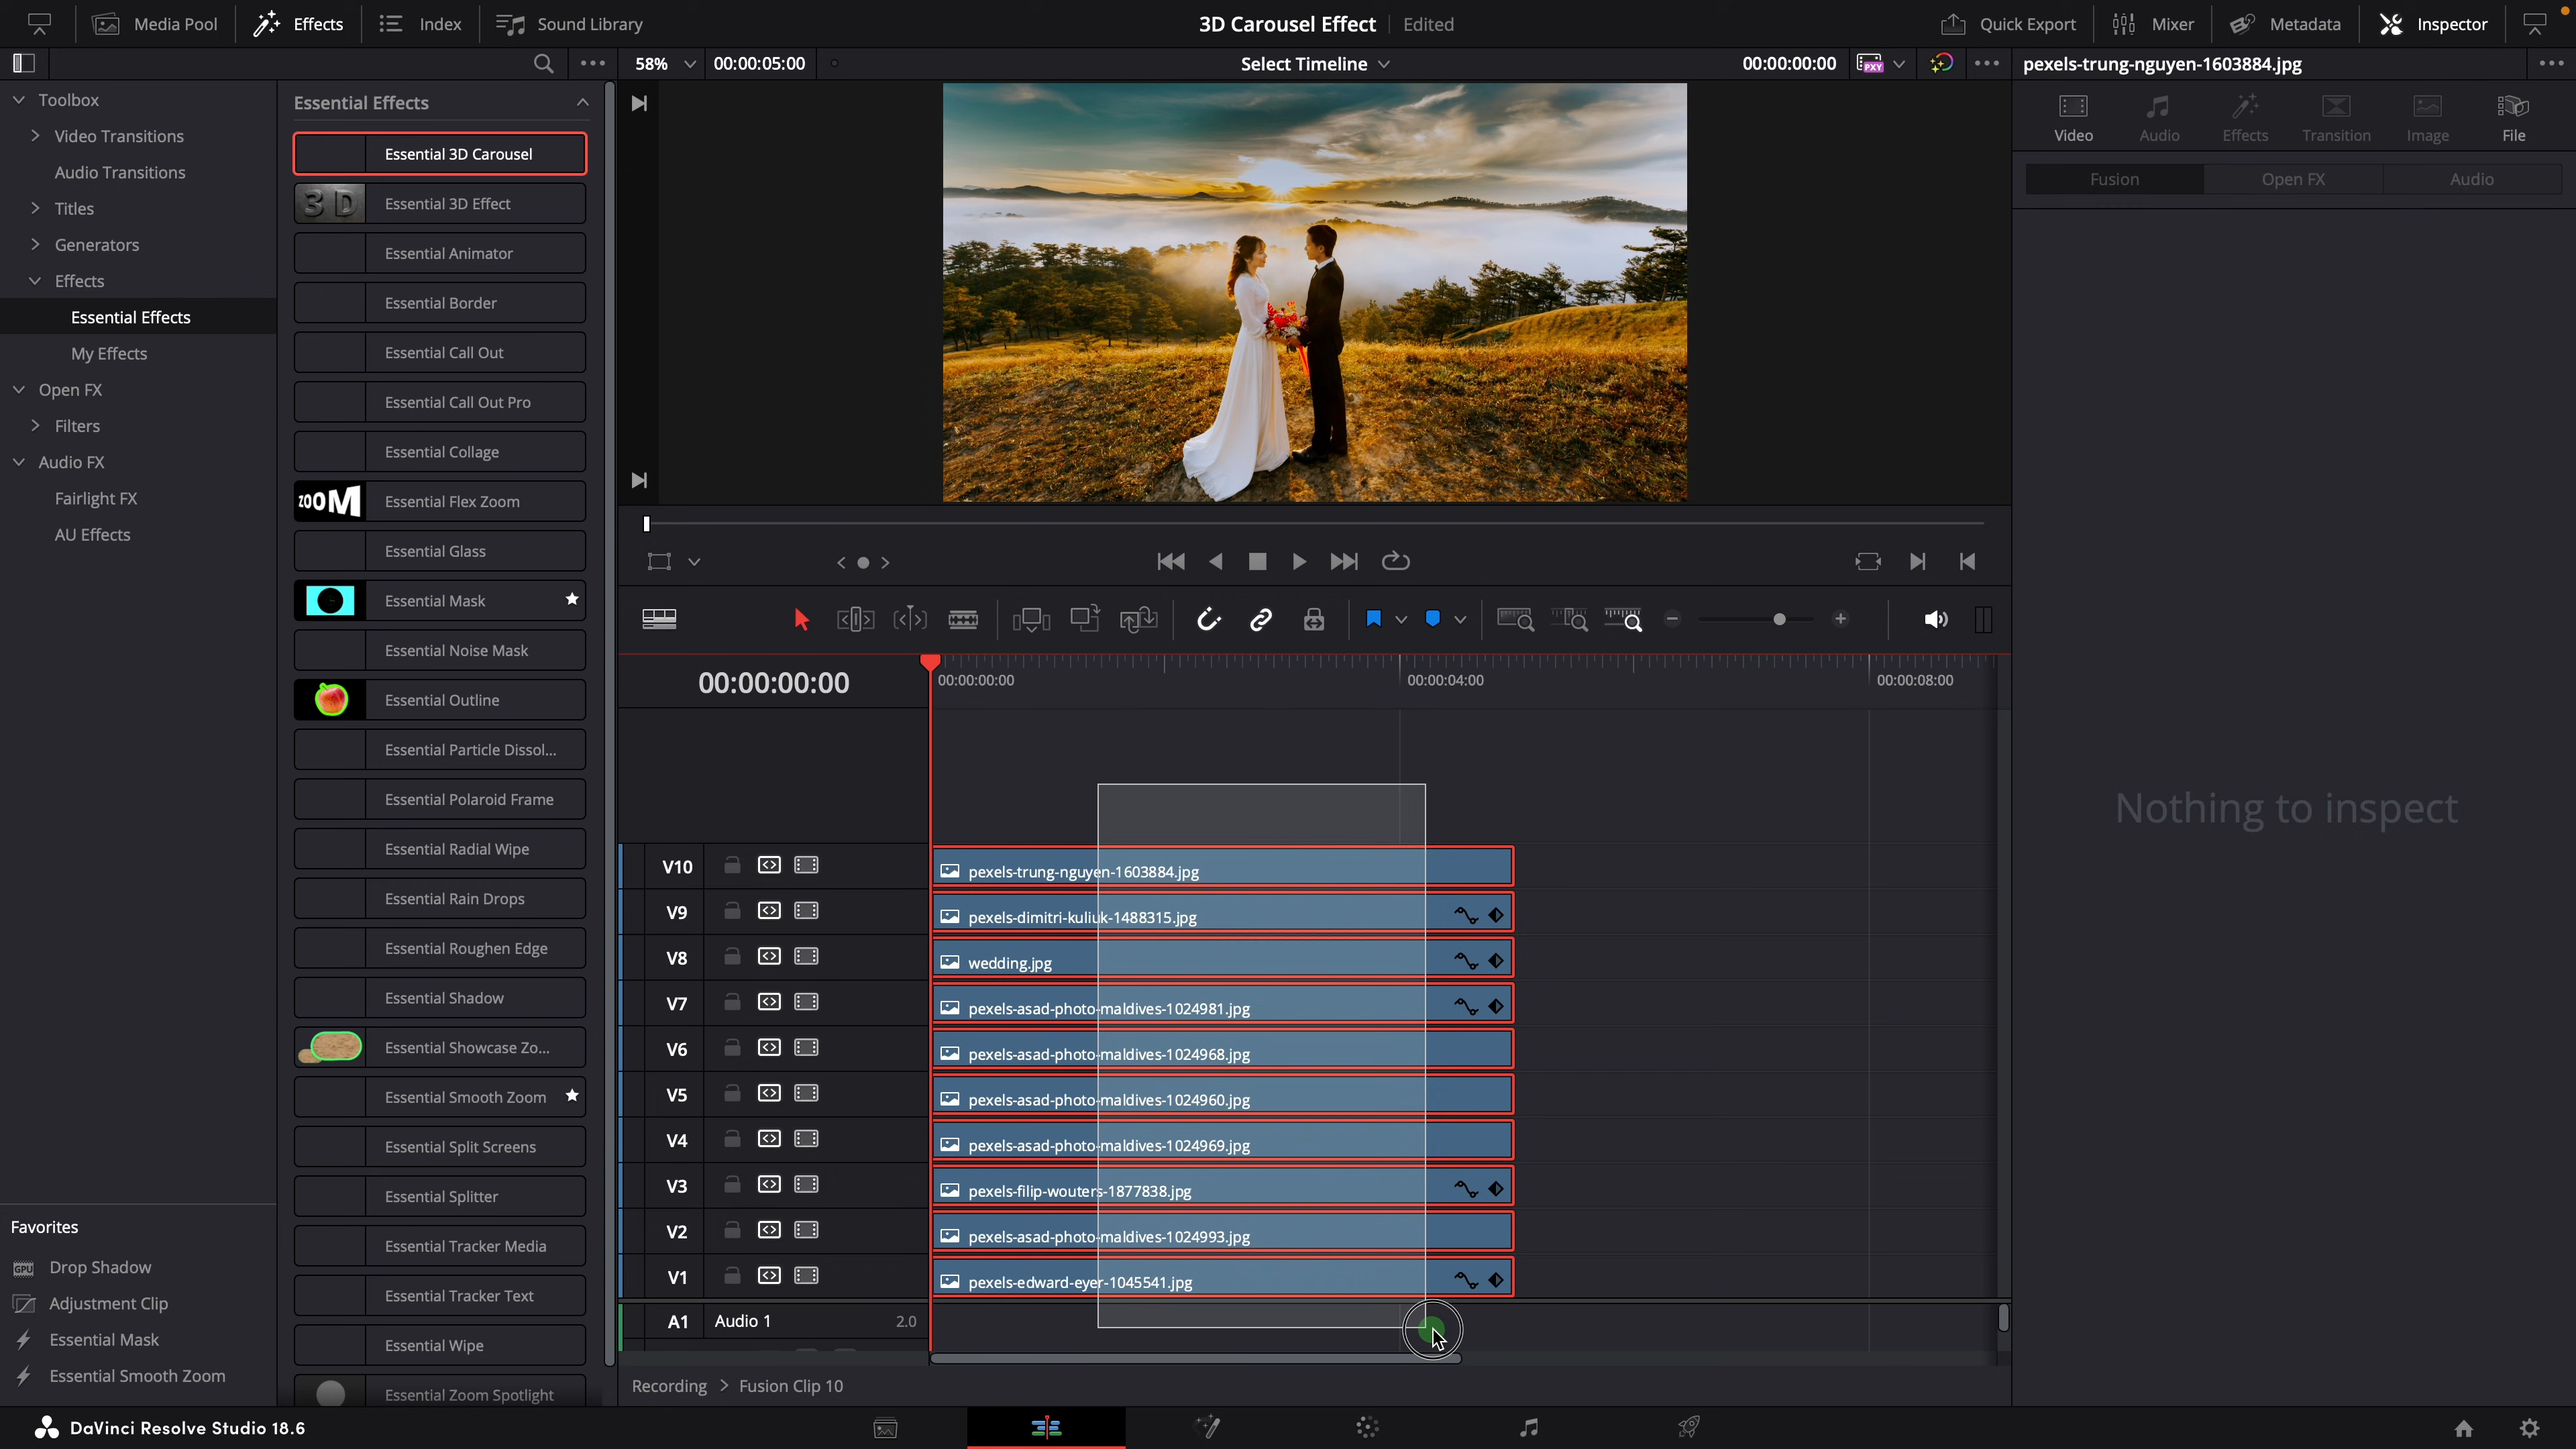 Media Pool
Effects
Index
Sound Library
3D Carousel Effect
Edited
Quick Export
Mixer
Metadata
Inspector
58%
00:00:05:00
Select Timeline
00:00:00:00
PXY
pexels-trung-nguyen-1603884.jpg
Toolbox
Video Transitions
Audio Transitions
Titles
Generators
Effects
Essential Effects
My Effects
Open FX
Filters
Audio FX
Fairlight FX
AU Effects
Favorites
GPU
Drop Shadow
Adjustment Clip
Essential Mask
Essential Smooth Zoom
Essential Effects
Essential 3D Carousel
3D
Essential 3D Effect
Essential Animator
Essential Border
Essential Call Out
Essential Call Out Pro
Essential Collage
ZOOM
Essential Flex Zoom
Essential Glass
Essential Mask
Essential Noise Mask
Essential Outline
Essential Particle Dissol...
Essential Polaroid Frame
Essential Radial Wipe
Essential Rain Drops
Essential Roughen Edge
Essential Shadow
Essential Showcase Zo...
Essential Smooth Zoom
Essential Split Screens
Essential Splitter
Essential Tracker Media
Essential Tracker Text
Essential Wipe
Essential Zoom Spotlight
Video
Audio
Effects
Transition
Image
File
Fusion
Open FX
Audio
Nothing to inspect
00:00:00:00
00:00:00:00
00:00:04:00
00:00:08:00
V10
pexels-trung-nguyen-1603884.jpg
V9
pexels-dimitri-kuliuk-1488315.jpg
V8
wedding.jpg
V7
pexels-asad-photo-maldives-1024981.jpg
V6
pexels-asad-photo-maldives-1024968.jpg
V5
pexels-asad-photo-maldives-1024960.jpg
V4
pexels-asad-photo-maldives-1024969.jpg
V3
pexels-filip-wouters-1877838.jpg
V2
pexels-asad-photo-maldives-1024993.jpg
V1
pexels-edward-eyer-1045541.jpg
A1
Audio 1
2.0
Recording > Fusion Clip 10
DaVinci Resolve Studio 18.6